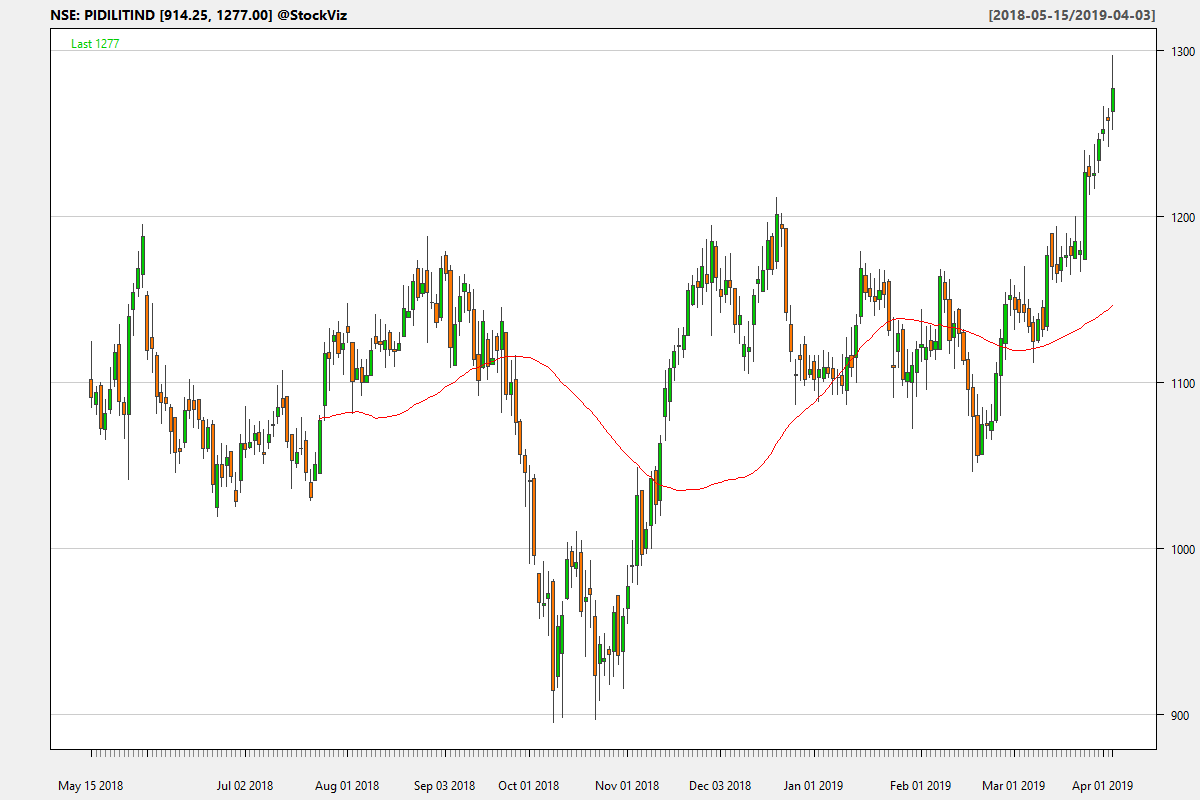 NSE: PIDILITIND [914.25, 1277.00] @StockViz
[2018-05-15/2019-04-03]
Last 1277
1300
1200
1100
1000
900
May 15 2018 Jul 02 2018 Aug 01 2018 Sep 03 2018 Oct 01 2018 Nov 01 2018 Dec 03 2018 Jan 01 2019 Feb 01 2019 Mar 01 2019 Apr 01 2019